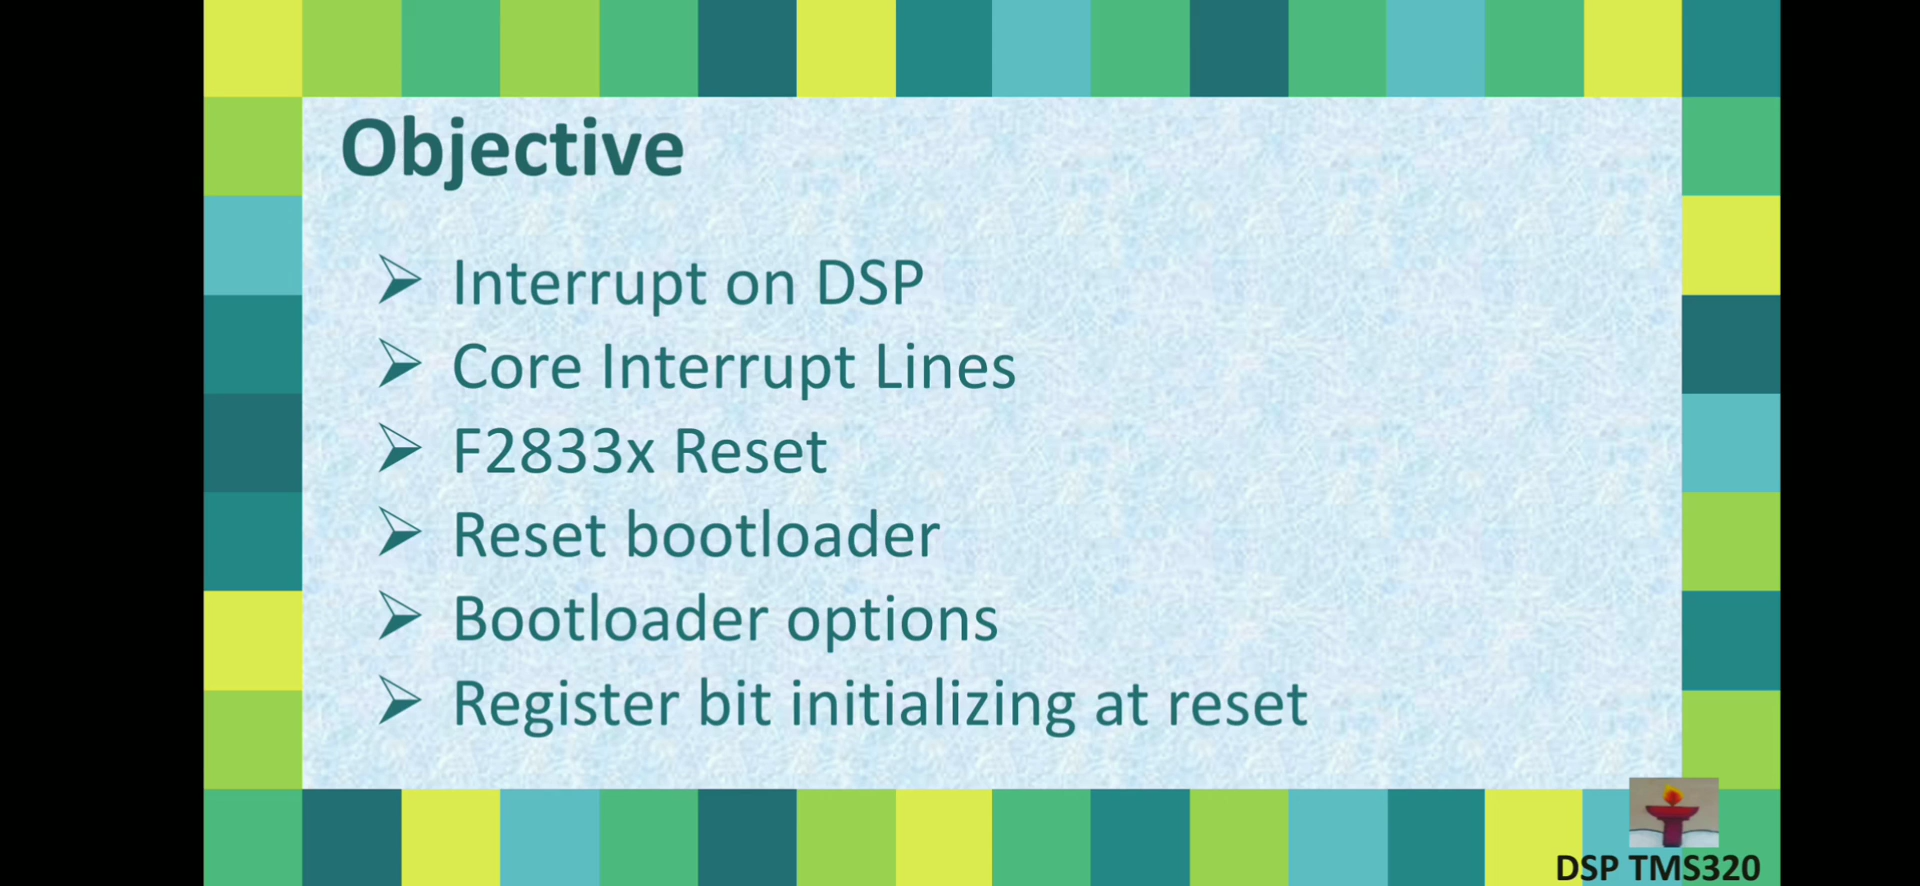 Objective
Interrupt on DSP
Core Interrupt Lines
F2833x Reset
Reset bootloader
Bootloader options
Register bit initializing at reset
DSP TMS320